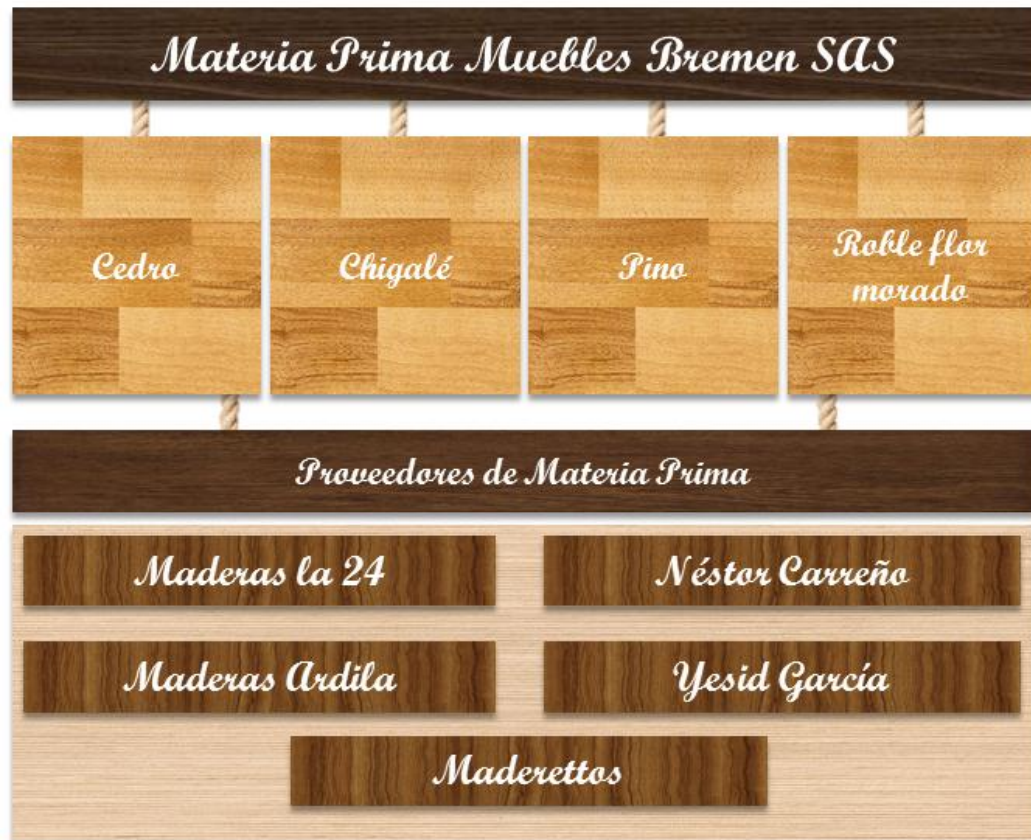 Materia Prima Muebles Bremen SAS
Cedro
Chigalé
Pino
Roble flor
morado
Proveedores de Materia Prima
Maderas la 24
Néstor Carreño
Maderas Ardila
Yesid García
Maderettos